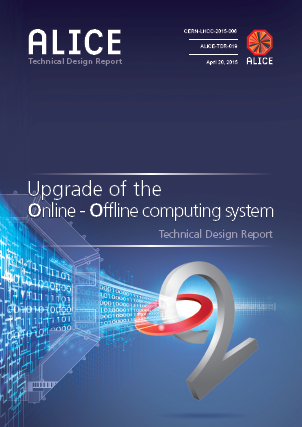 ALICE
Technical Design Report
CERN-LHCC-2015-006
ALICE-TDR-019
April 20, 2015
ALICE
Upgrade of the
Online - Offline computing system
Technical Design Report
O2